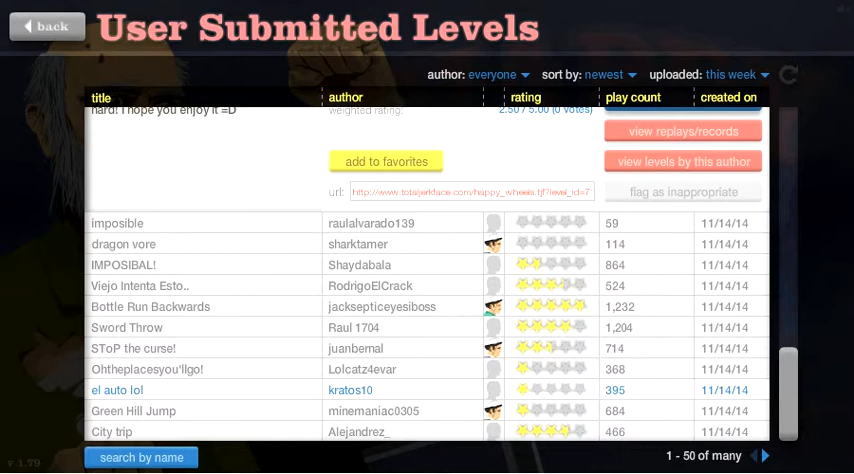 back
User Submitted Levels
author: everyone sort by: newest uploaded: this week
title author rating play count created on
hard! I hope you enjoy it =D weighted rating: 2.50 / 5.00 (0 votes)
view replays/records
add to favorites view levels by this author
url: http://www.totaljerkface.com/happy_wheels.tjf?level_id=7 flag as inappropriate
imposible raulalvarado139 59 11/14/14
dragon vore sharktamer 114 11/14/14
IMPOSIBAL! Shaydabala 864 11/14/14
Viejo Intenta Esto.. RodrigoElCrack 524 11/14/14
Bottle Run Backwards jacksepticeyesiboss 1,232 11/14/14
Sword Throw Raul 1704 1,204 11/14/14
SToP the curse! juanbernal 714 11/14/14
Ohtheplacesyou'llgo! Lolcatz4evar 368 11/14/14
el auto lol kratos10 395 11/14/14
Green Hill Jump minemaniac0305 684 11/14/14
City trip Alejandrez_ 466 11/14/14
search by name 1 - 50 of many
v 1.79